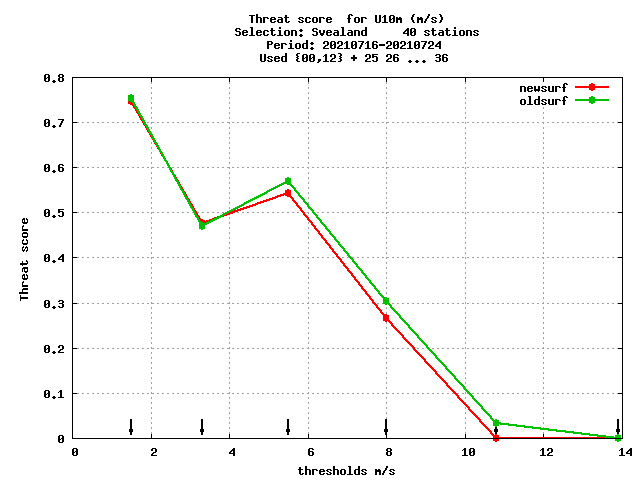 Threat score  for U10m (m/s)
Selection: Svealand     40 stations
Period: 20210716-20210724
Used {00,12} + 25 26 ... 36
newsurf
oldsurf
0.8
0.7
0.6
0.5
0.4
0.3
0.2
0.1
0
Threat score
0 2 4 6 8 10 12 14
thresholds m/s